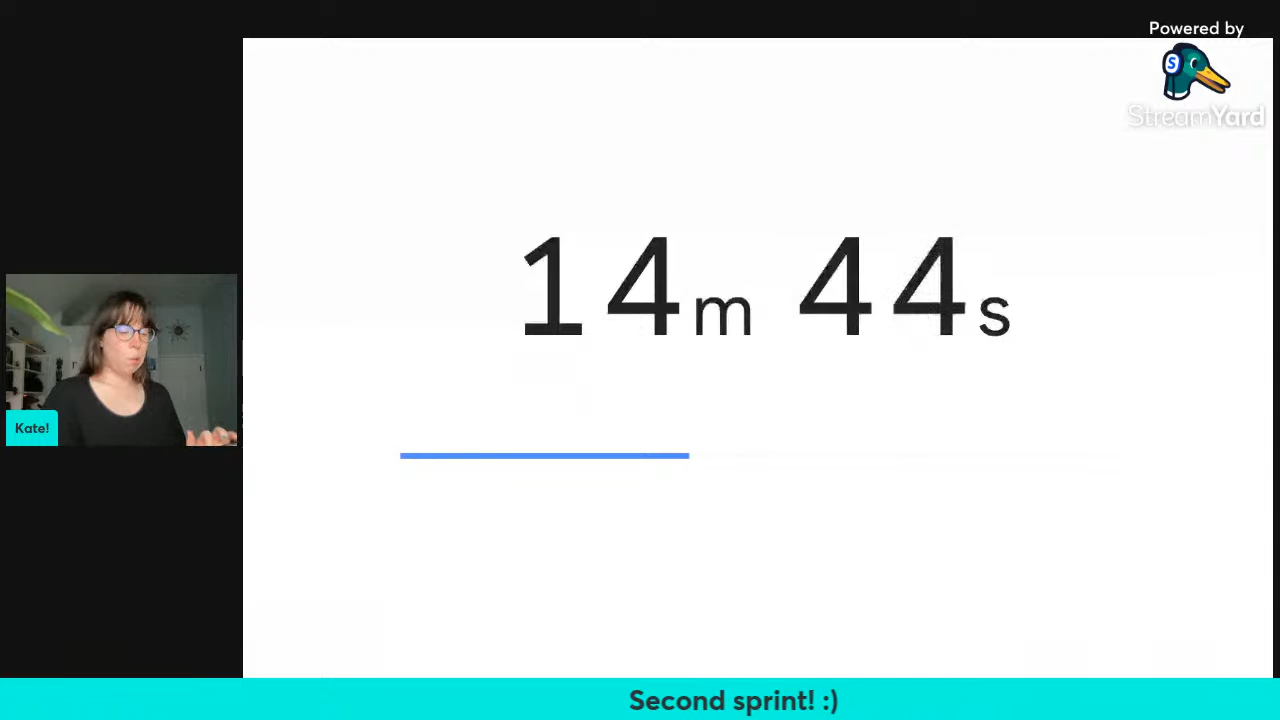 Powered by
S
StreamYard
14m 44s
Kate!
Second sprint! :)